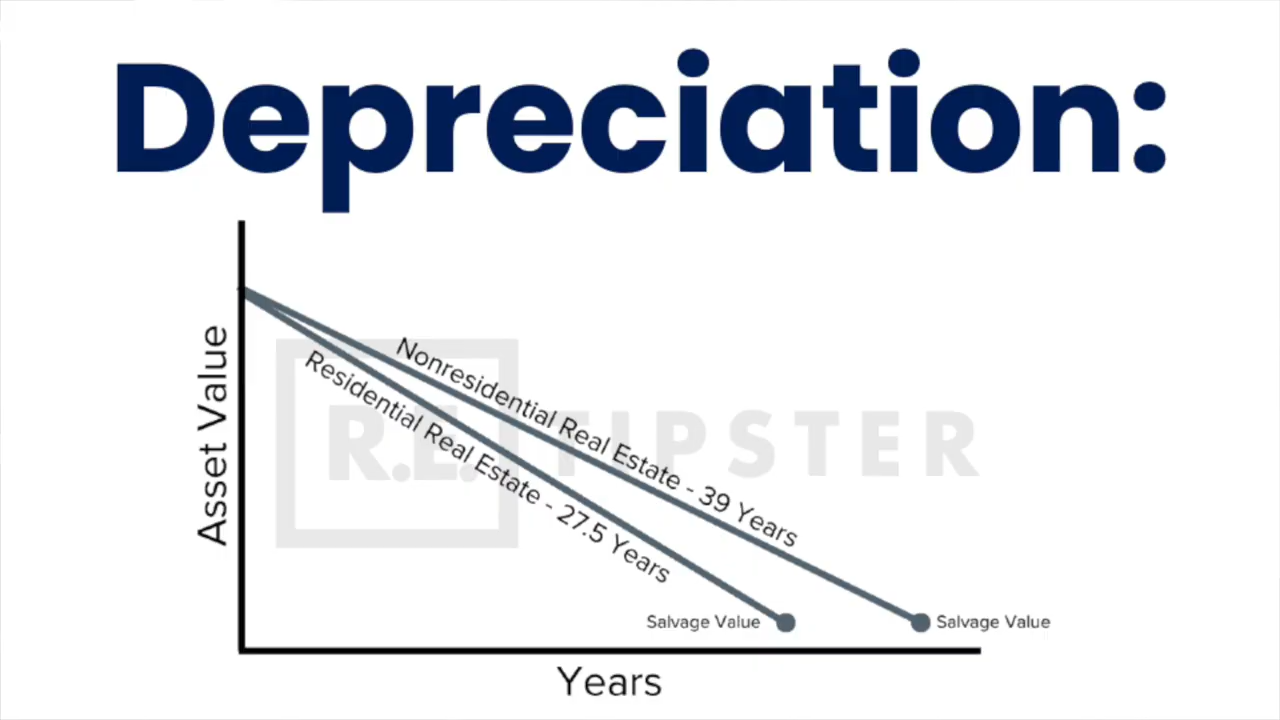 Depreciation:
Asset Value
Nonresidential Real Estate - 39 Years
Residential Real Estate - 27.5 Years
R.E. TIPSTER
Salvage Value
Salvage Value
Years